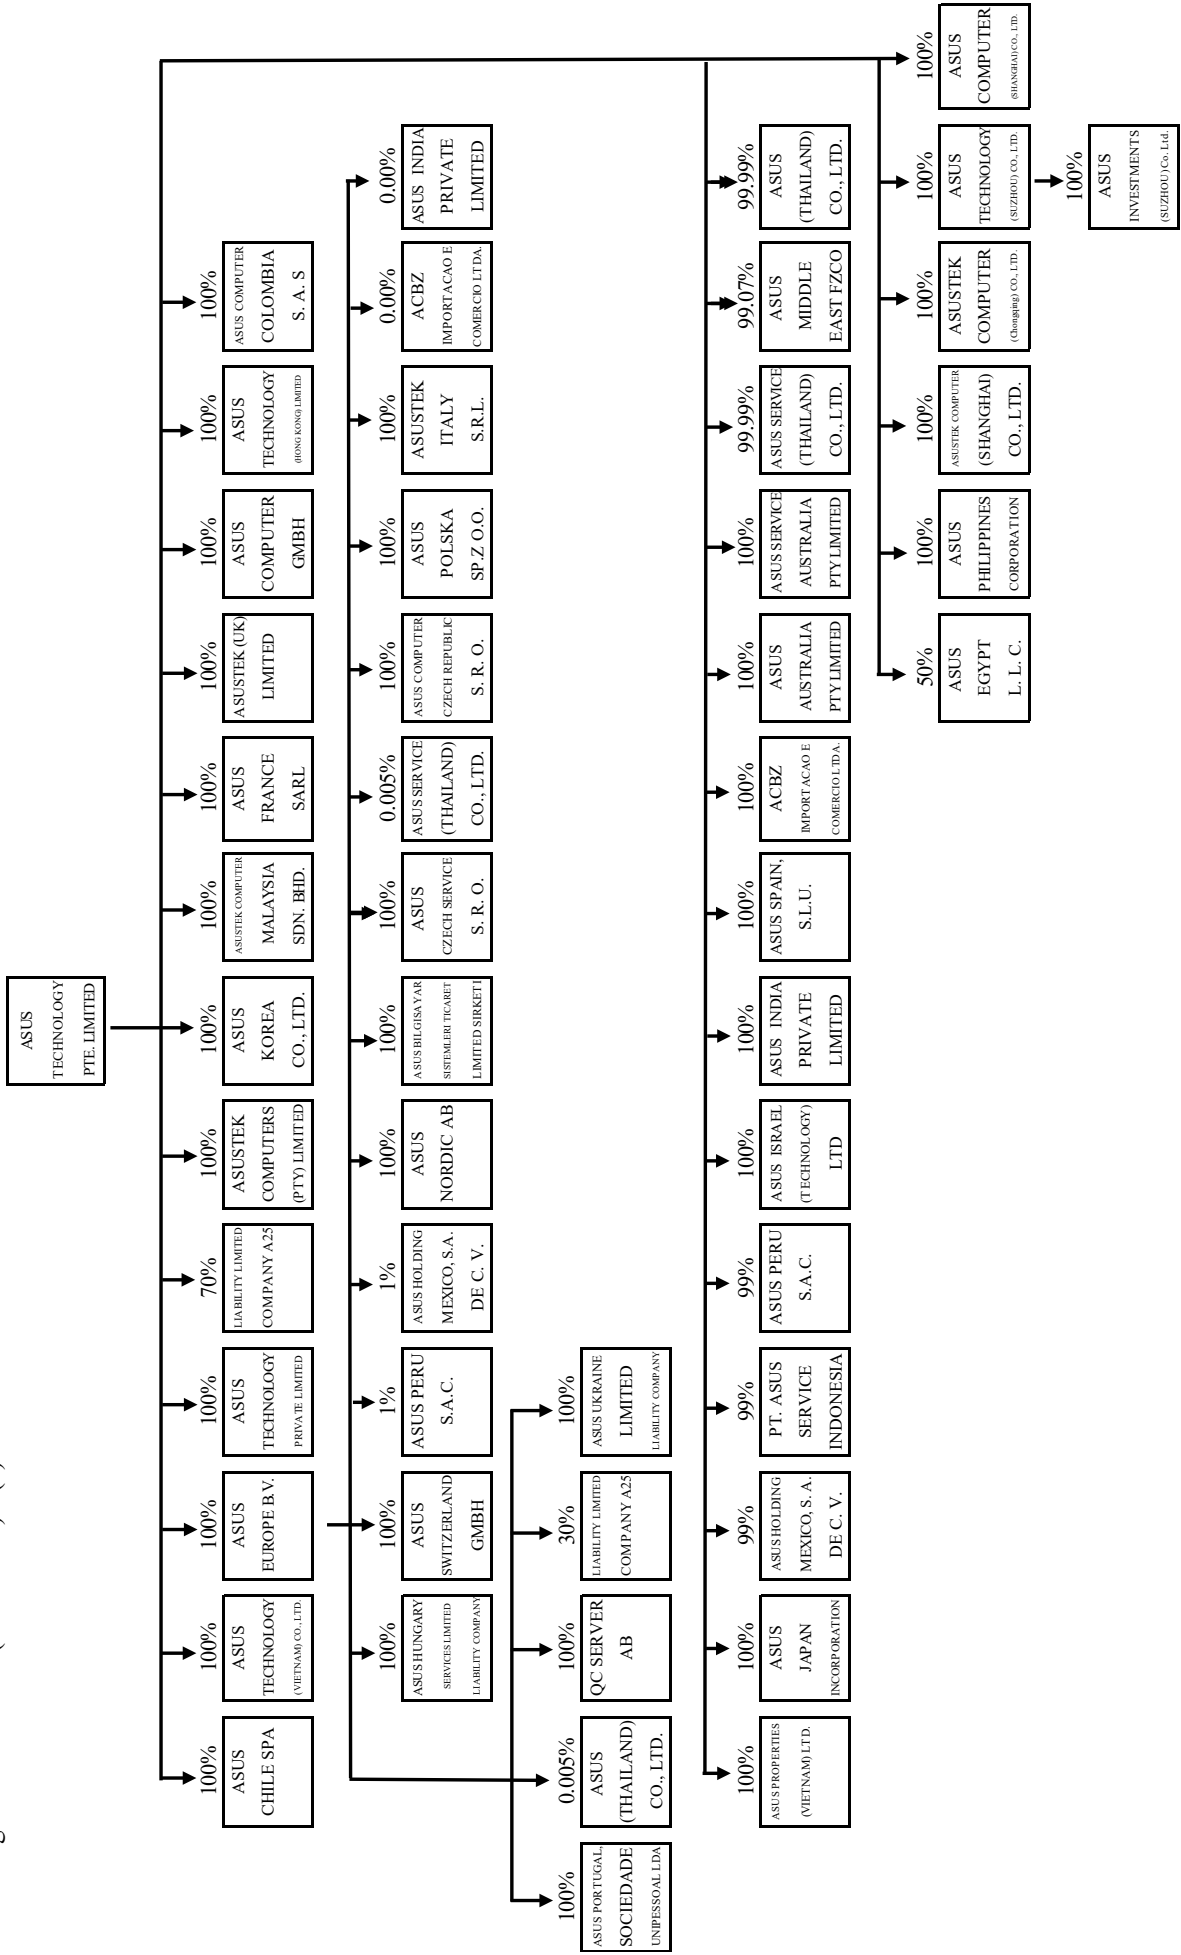 ASUS
TECHNOLOGY
PTE. LIMITED
100%
ASUS
CHILE SPA
100%
ASUS
TECHNOLOGY
(VIETNAM) CO., LTD.
100%
ASUS
EUROPE B.V.
100%
ASUS
TECHNOLOGY
PRIVATE LIMITED
70%
LIABILITY LIMITED
COMPANY A25
100%
ASUSTEK
COMPUTERS
(PTY) LIMITED
100%
ASUS
KOREA
CO., LTD.
100%
ASUSTEK COMPUTER
MALAYSIA
SDN. BHD.
100%
ASUS
FRANCE
SARL
100%
ASUSTEK (UK)
LIMITED
100%
ASUS
COMPUTER
GMBH
100%
ASUS
TECHNOLOGY
(HONG KONG) LIMITED
100%
ASUS COMPUTER
COLOMBIA
S. A. S
100%
ASUS HUNGARY
SERVICES LIMITED
LIABILITY COMPANY
100%
ASUS
SWITZERLAND
GMBH
1%
ASUS PERU
S.A.C.
1%
ASUS HOLDING
MEXICO, S.A.
DE C. V.
100%
ASUS
NORDIC AB
100%
ASUS BILGISAYAR
SISTEMLERI TICARET
LIMITED SIRKETI
100%
ASUS
CZECH SERVICE
S. R. O.
0.005%
ASUS SERVICE
(THAILAND)
CO., LTD.
100%
ASUS COMPUTER
CZECH REPUBLIC
S. R. O.
100%
ASUS
POLSKA
SP.Z O.O.
100%
ASUSTEK
ITALY
S.R.L.
0.00%
ACBZ
IMPORTACAO E
COMERCIO LTDA.
0.00%
ASUS INDIA
PRIVATE
LIMITED
100%
ASUS PORTUGAL,
SOCIEDADE
UNIPESSOAL LDA
0.005%
ASUS
(THAILAND)
CO., LTD.
100%
QC SERVER
AB
30%
LIABILITY LIMITED
COMPANY A25
100%
ASUS UKRAINE
LIMITED
LIABILITY COMPANY
100%
ASUS PROPERTIES
(VIETNAM) LTD.
100%
ASUS
JAPAN
INCORPORATION
99%
ASUS HOLDING
MEXICO, S. A.
DE C. V.
99%
PT. ASUS
SERVICE
INDONESIA
99%
ASUS PERU
S.A.C.
100%
ASUS ISRAEL
(TECHNOLOGY)
LTD
100%
ASUS INDIA
PRIVATE
LIMITED
100%
ASUS SPAIN,
S.L.U.
100%
ACBZ
IMPORTACAO E
COMERCIO LTDA.
100%
ASUS
AUSTRALIA
PTY LIMITED
100%
ASUS SERVICE
AUSTRALIA
PTY LIMITED
99.99%
ASUS SERVICE
(THAILAND)
CO., LTD.
99.07%
ASUS
MIDDLE
EAST FZCO
99.99%
ASUS
(THAILAND)
CO., LTD.
50%
ASUS
EGYPT
L. L. C.
100%
ASUS
PHILIPPINES
CORPORATION
100%
ASUSTEK COMPUTER
(SHANGHAI)
CO., LTD.
100%
ASUSTEK
COMPUTER
(Chongqing) CO., LTD.
100%
ASUS
TECHNOLOGY
(SUZHOU) CO., LTD.
100%
ASUS
COMPUTER
(SHANGHAI) CO., LTD.
100%
ASUS
INVESTMENTS
(SUZHOU) Co. Ltd.